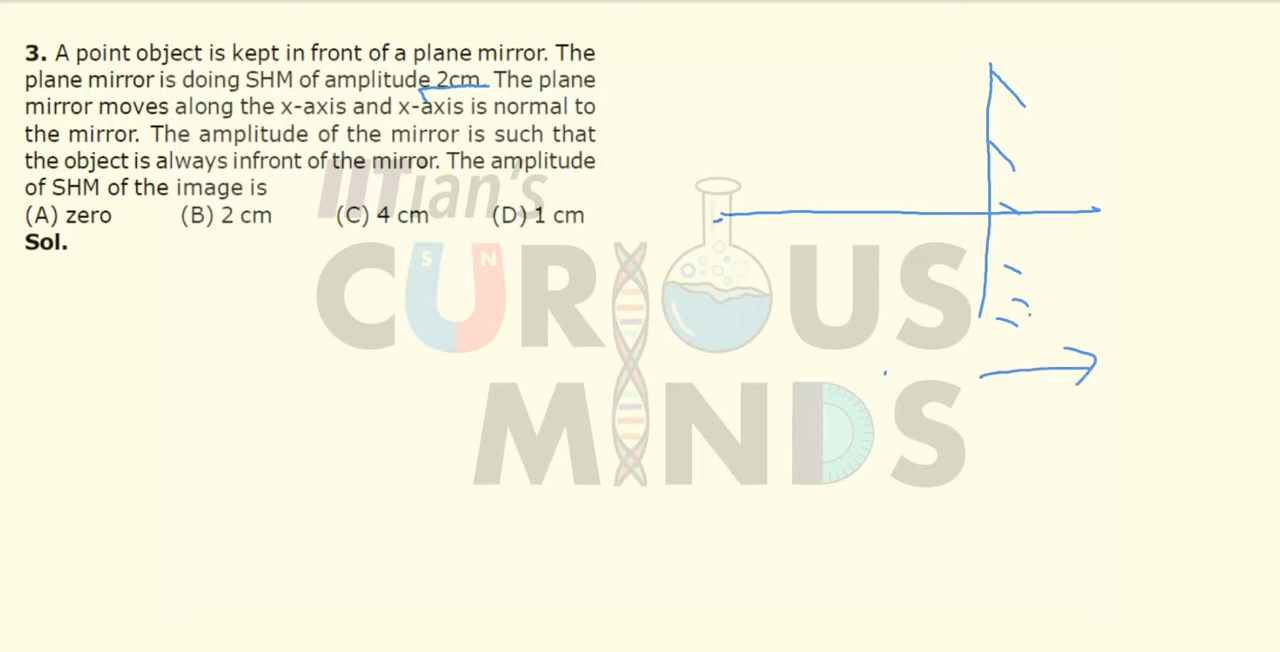 3. A point object is kept in front of a plane mirror. The
plane mirror is doing SHM of amplitude 2cm. The plane
mirror moves along the x-axis and x-axis is normal to
the mirror. The amplitude of the mirror is such that
the object is always infront of the mirror. The amplitude
of SHM of the image is
(A) zero (B) 2 cm (C) 4 cm (D) 1 cm
Sol.
IITian's
S N
CURIOUS
MINDS